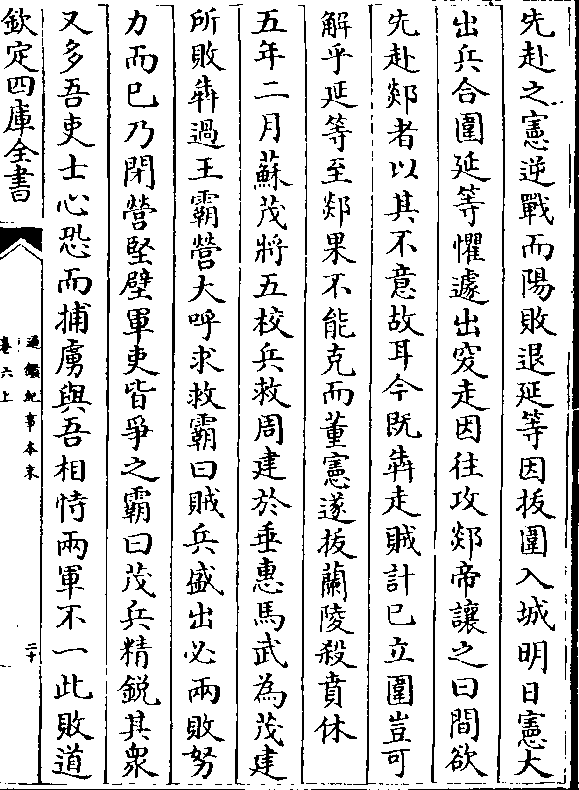 先赴之憲逆戰而陽敗退延等因拔圍入城明日憲大
出兵合圍延等懼遽出突走因往攻郯帝讓之曰間欲
先赴郯者以其不意故耳今既犇走賊計已立圍豈可
解乎延等至郯果不能克而董憲遂拔蘭陵殺賁休
五年二月蘇茂將五校兵救周建於垂惠馬武為茂建
所敗犇過王霸營大呼求救霸曰賊兵盛出必兩敗努
力而已乃閉營堅壁軍吏皆爭之霸曰茂兵精銳其衆
又多吾吏士心恐而捕虜與吾相恃兩軍不一此敗道
欽定四庫全書
通鑑紀事本末
卷六上
二十